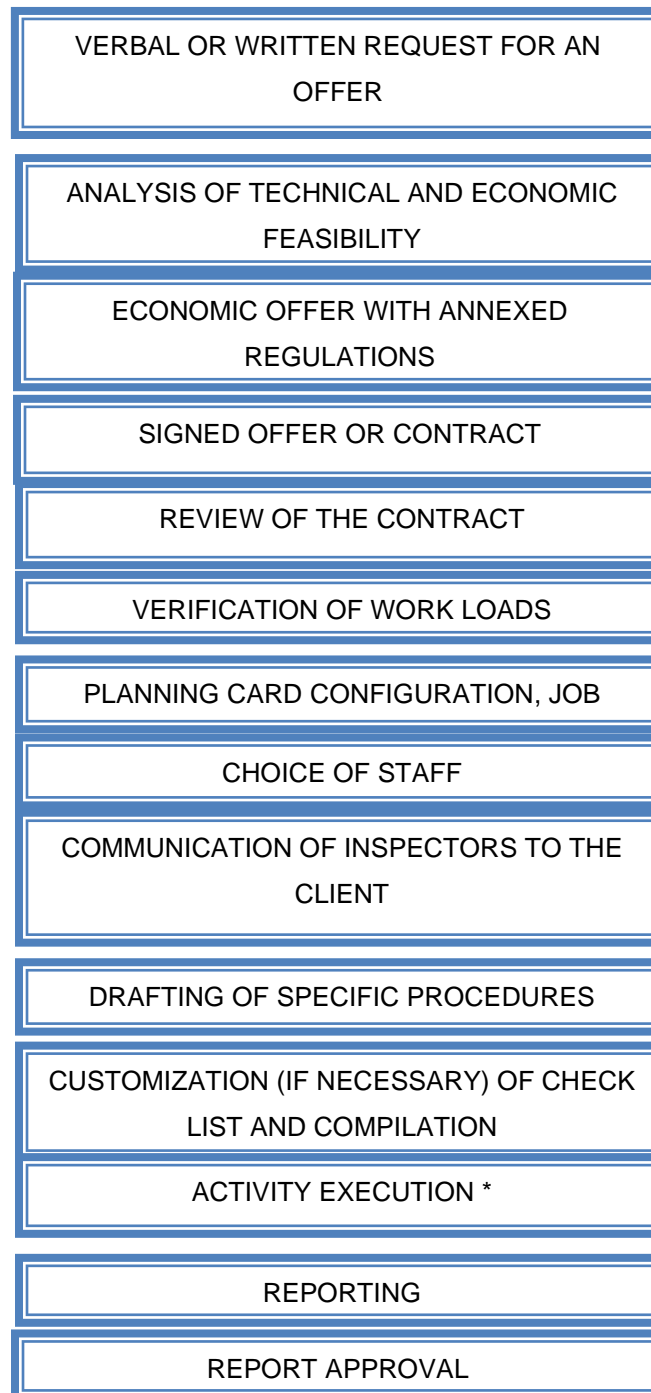 VERBAL OR WRITTEN REQUEST FOR AN
OFFER
ANALYSIS OF TECHNICAL AND ECONOMIC
FEASIBILITY
ECONOMIC OFFER WITH ANNEXED
REGULATIONS
SIGNED OFFER OR CONTRACT
REVIEW OF THE CONTRACT
VERIFICATION OF WORK LOADS
PLANNING CARD CONFIGURATION, JOB
CHOICE OF STAFF
COMMUNICATION OF INSPECTORS TO THE
CLIENT
DRAFTING OF SPECIFIC PROCEDURES
CUSTOMIZATION (IF NECESSARY) OF CHECK
LIST AND COMPILATION
ACTIVITY EXECUTION *
REPORTING
REPORT APPROVAL